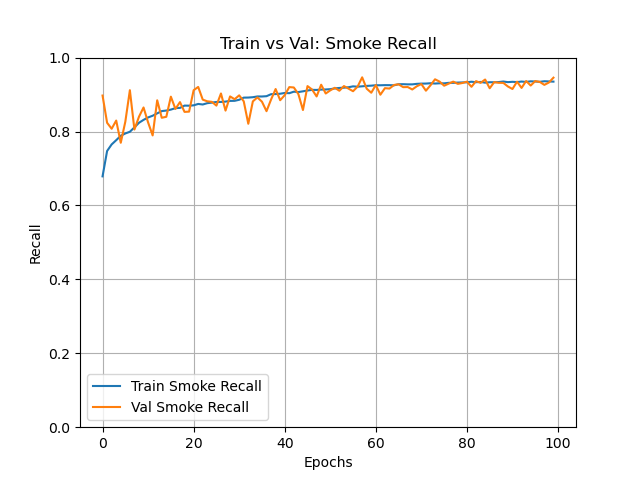 Train vs Val: Smoke Recall
1.0
0.8
0.6
0.4
0.2
0.0
Recall
Train Smoke Recall
Val Smoke Recall
0 20 40 60 80 100
Epochs